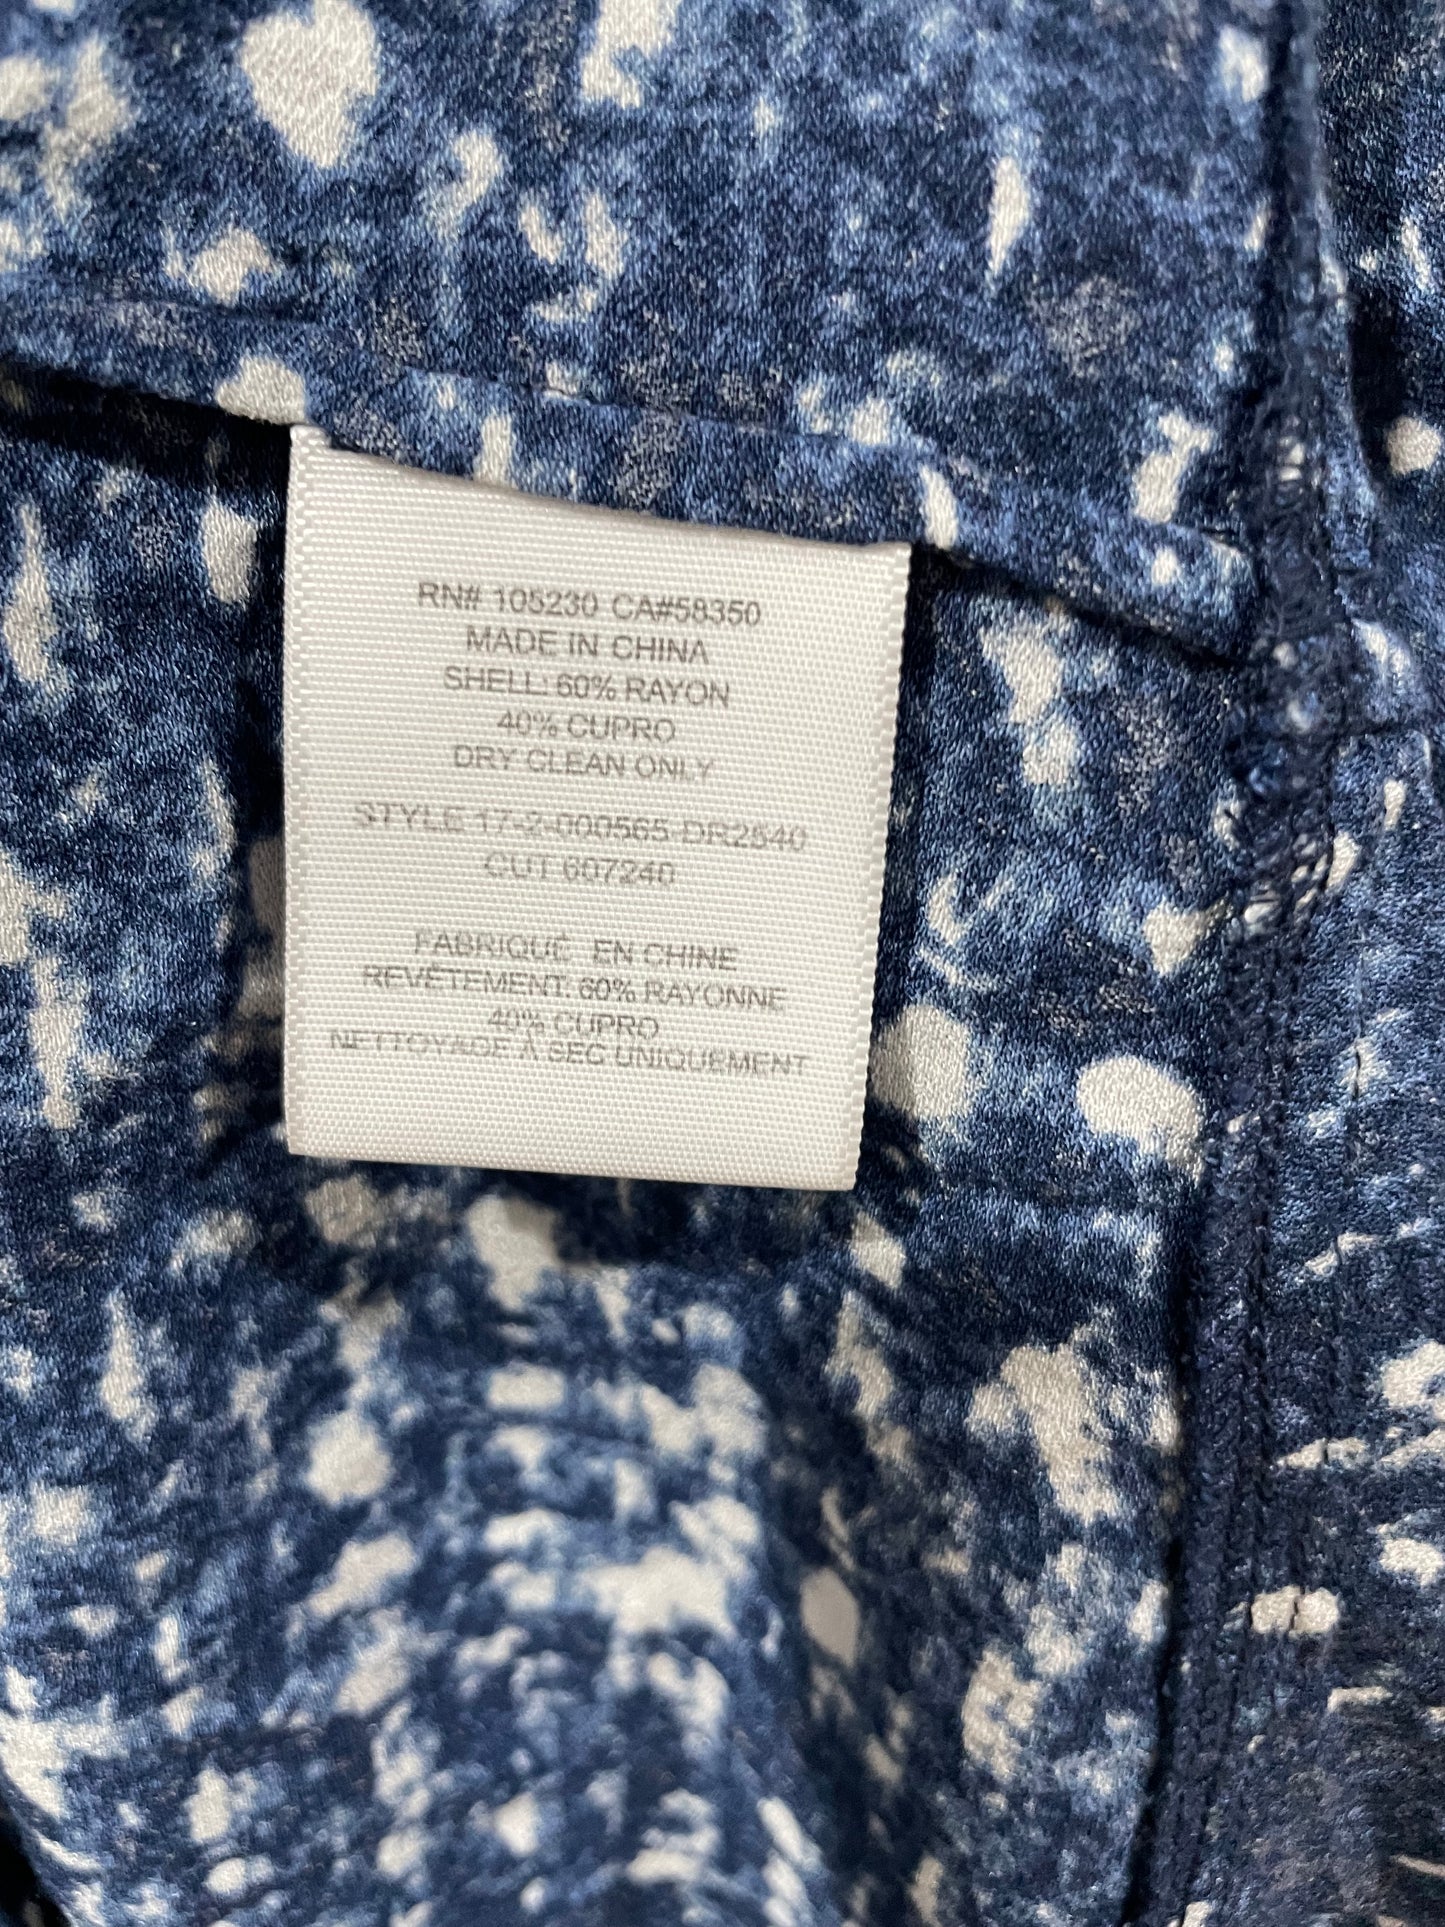 RN# 105230 CA#58350
MADE IN CHINA
SHELL: 60% RAYON
40% CUPRO
DRY CLEAN ONLY
STYLE 17-2-000565-DR2540
CUT 607240
FABRIQUÉ EN CHINE
REVÊTEMENT: 60% RAYONNE
40% CUPRO
NETTOYAGE À SEC UNIQUEMENT